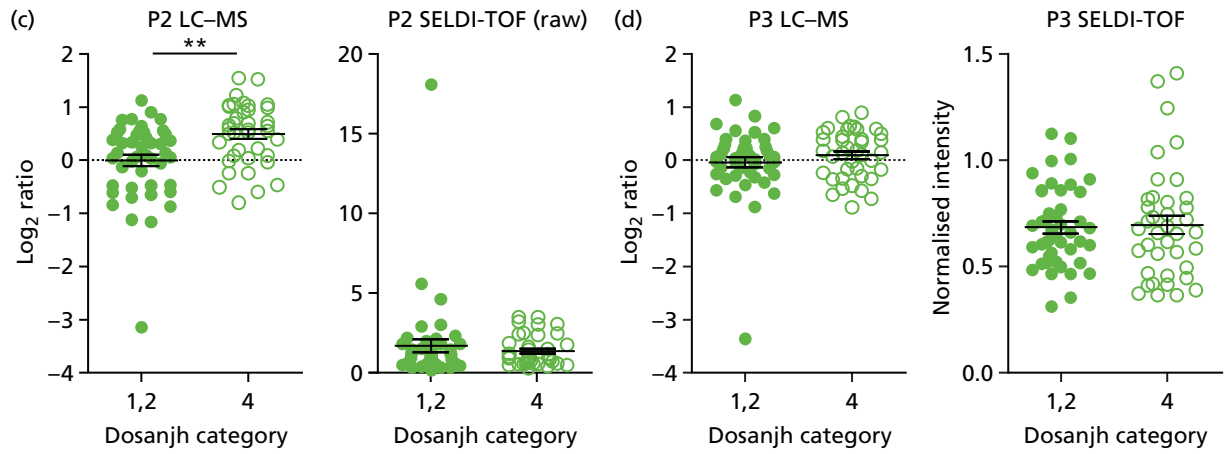 (c)
P2 LC–MS
**
2
1
0
−1
−2
−3
−4
Log2 ratio
1,2
4
Dosanjh category
P2 SELDI-TOF (raw)
20
15
10
5
0
1,2
4
Dosanjh category
(d)
P3 LC–MS
2
1
0
−1
−2
−3
−4
Log2 ratio
1,2
4
Dosanjh category
P3 SELDI-TOF
1.5
1.0
0.5
0.0
Normalised intensity
1,2
4
Dosanjh category